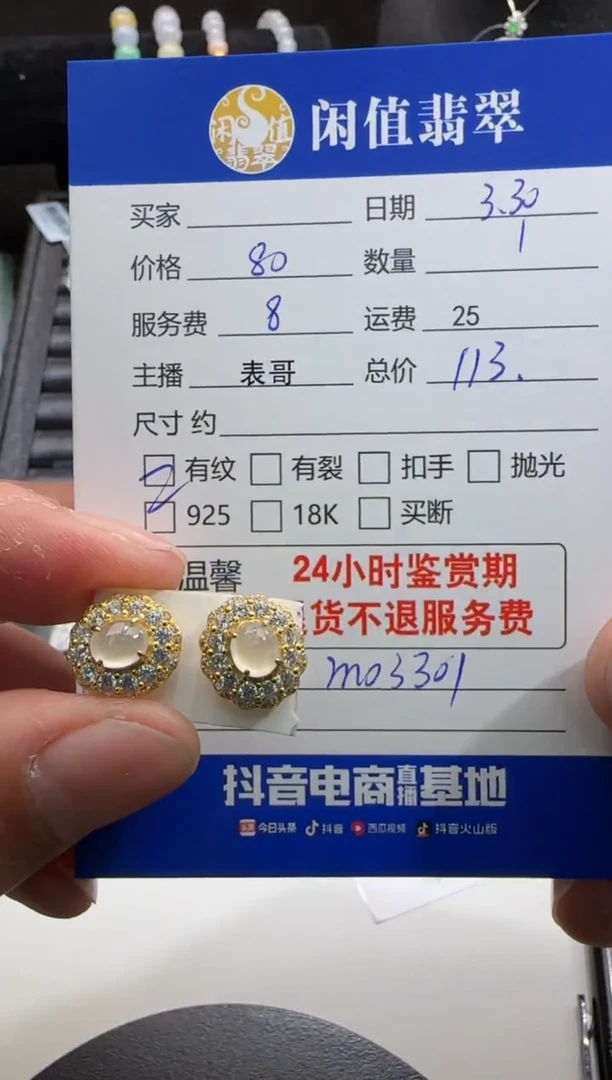 闲值翡翠
闲值翡翠
买家 日期 3.30
价格 80 数量 1
服务费 8 运费 25
主播 表哥 总价 113.
尺寸 约
有纹 有裂 扣手 抛光
925 18K 买断
温馨 24小时鉴赏期
货不退服务费
m03301
抖音电商直播基地
头条 今日头条 抖音 西瓜视频 抖音火山版